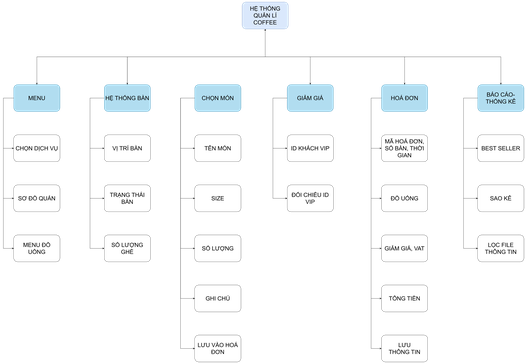 HỆ THỐNG
QUẢN LÍ
COFFEE
MENU
HỆ THỐNG BÀN
CHỌN MÓN
GIẢM GIÁ
HOÁ ĐƠN
BÁO CÁO-
THỐNG KÊ
CHỌN DỊCH VỤ
VỊ TRÍ BÀN
TÊN MÓN
ID KHÁCH VIP
MÃ HOÁ ĐƠN,
SỐ BÀN, THỜI
GIAN
BEST SELLER
SƠ ĐỒ QUÁN
TRẠNG THÁI
BÀN
SIZE
ĐỐI CHIẾU ID
VIP
ĐỒ UỐNG
SAO KÊ
MENU ĐỒ
UỐNG
SỐ LƯỢNG
GHẾ
SỐ LƯỢNG
GIẢM GIÁ, VAT
LỌC FILE
THÔNG TIN
GHI CHÚ
TỔNG TIỀN
LƯU VÀO HOÁ
ĐƠN
LƯU
THÔNG TIN